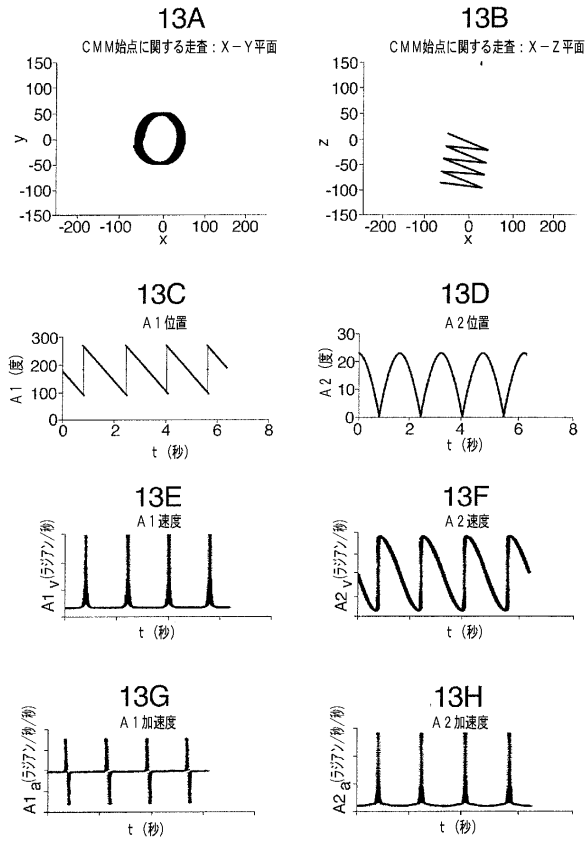 13A
CMM始点に関する走査：X－Y平面
150
100
50
0
-50
-100
-150
y
-200 -100 0 100 200
x
13B
CMM始点に関する走査：X－Z平面
150
100
50
0
-50
-100
-150
z
-200 -100 0 100 200
x
13C
A1位置
300
200
100
0
A1 (度)
0 2 4 6 8
t (秒)
13D
A2位置
30
20
10
0
A2 (度)
0 2 4 6 8
t (秒)
13E
A1速度
A1v(ラジアン/秒)
t (秒)
13F
A2速度
A2v(ラジアン/秒)
t (秒)
13G
A1加速度
A1a(ラジアン/秒/秒)
t (秒)
13H
A2加速度
A2a(ラジアン/秒/秒)
t (秒)